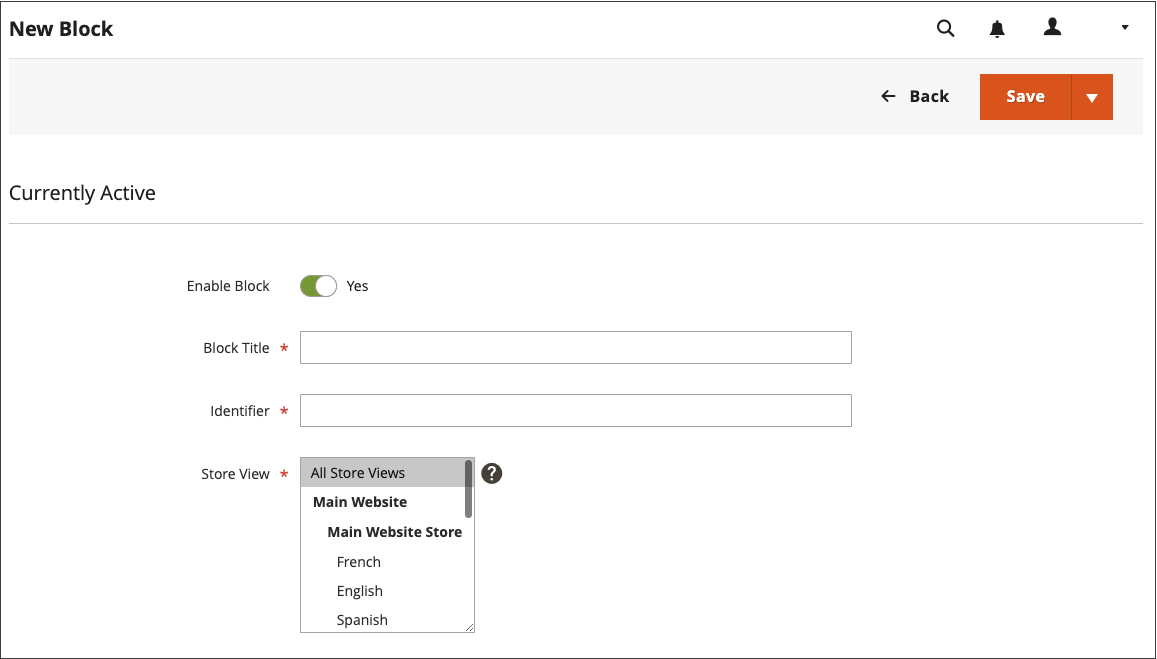 New Block
Back
Save
Currently Active
Enable Block Yes
Block Title *
Identifier *
Store View * All Store Views ?
Main Website
Main Website Store
French
English
Spanish